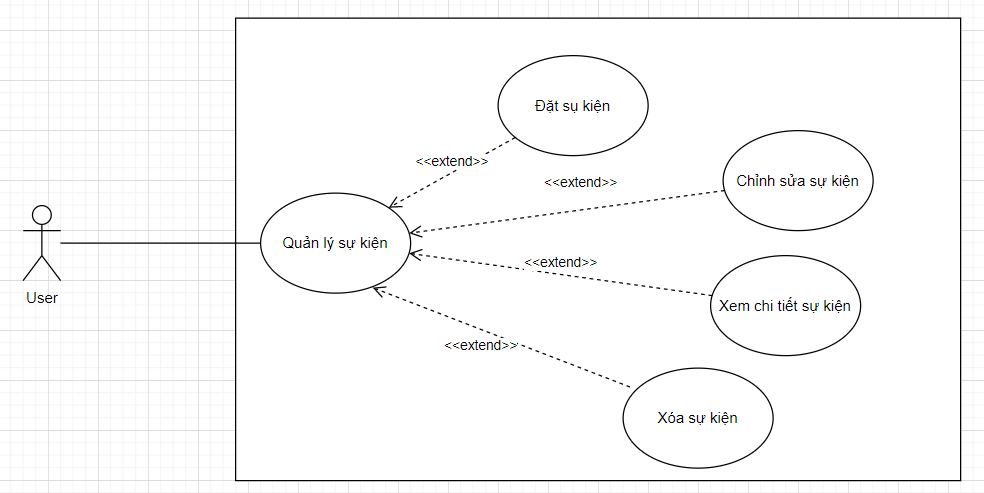 Đặt sụ kiện
<<extend>>
<<extend>>
Chỉnh sửa sự kiện
Quản lý sự kiện
<<extend>>
User
Xem chi tiết sự kiện
<<extend>>
Xóa sự kiện